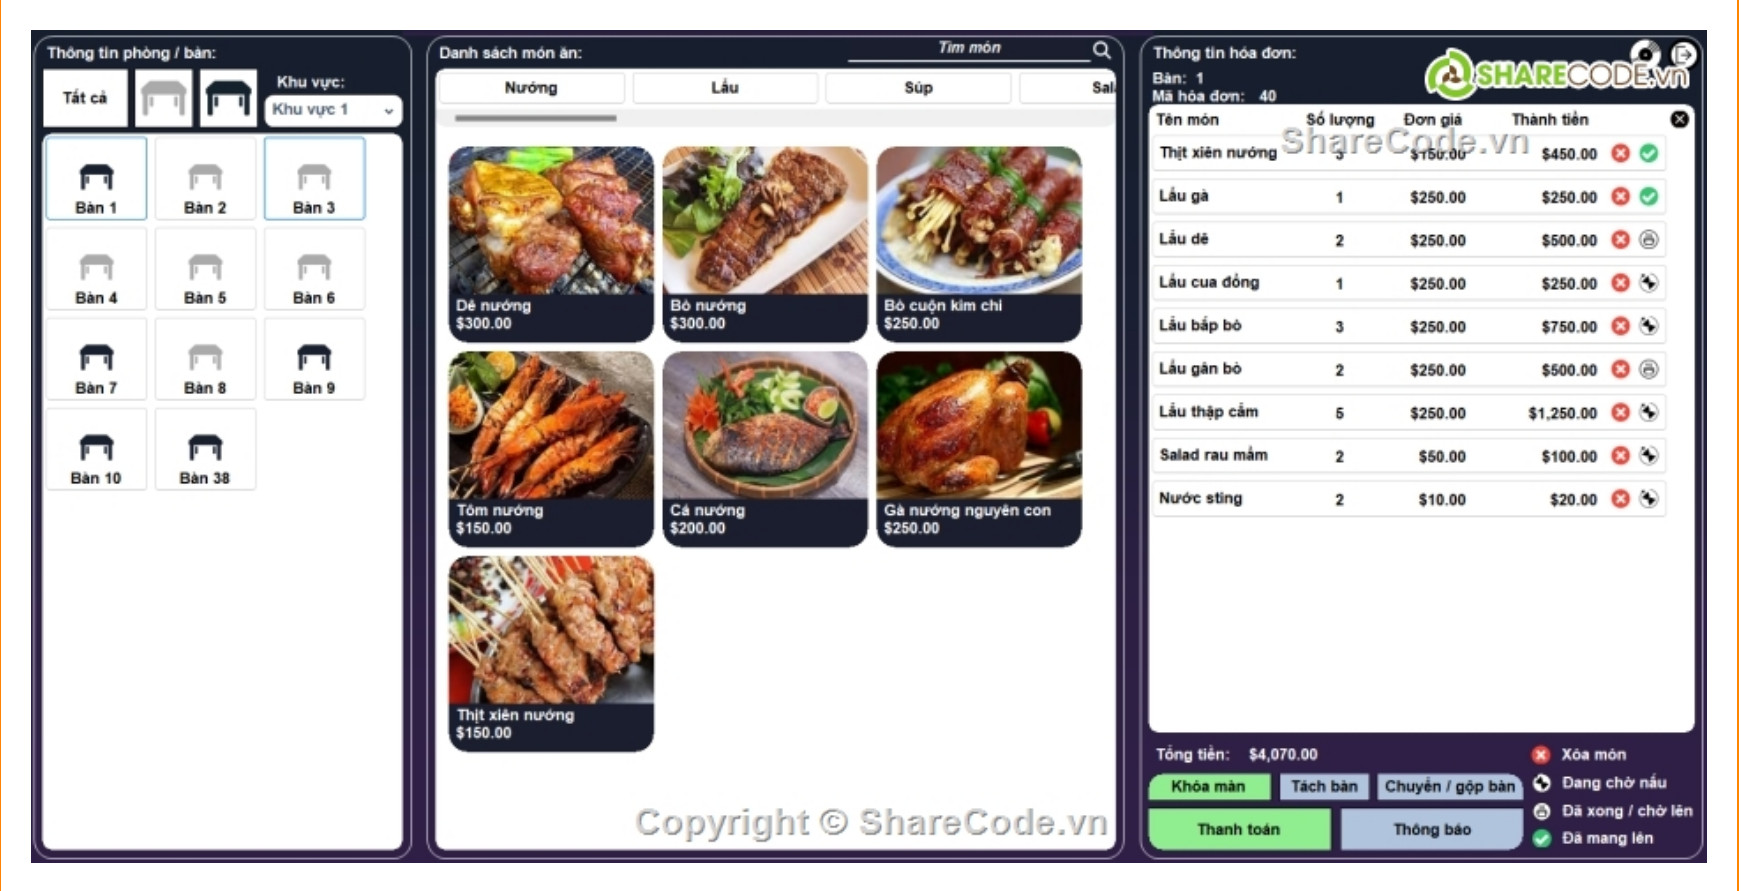 Thông tin phòng / bàn:
Tất cả
Khu vực:
Khu vực 1
Bàn 1
Bàn 2
Bàn 3
Bàn 4
Bàn 5
Bàn 6
Bàn 7
Bàn 8
Bàn 9
Bàn 10
Bàn 38
Danh sách món ăn:
Tìm món
Nướng
Lẩu
Súp
Sal
Dê nướng
$300.00
Bò nướng
$300.00
Bò cuộn kim chi
$250.00
Tôm nướng
$150.00
Cá nướng
$200.00
Gà nướng nguyên con
$250.00
Thịt xiên nướng
$150.00
Copyright © ShareCode.vn
Thông tin hóa đơn:
Bàn: 1
Mã hóa đơn: 40
SHARECODE.vn
Tên món Số lượng Đơn giá Thành tiền
ShareCode.vn
Thịt xiên nướng 3 $150.00 $450.00
Lẩu gà 1 $250.00 $250.00
Lẩu dê 2 $250.00 $500.00
Lẩu cua đồng 1 $250.00 $250.00
Lẩu bắp bò 3 $250.00 $750.00
Lẩu gân bò 2 $250.00 $500.00
Lẩu thập cẩm 5 $250.00 $1,250.00
Salad rau mầm 2 $50.00 $100.00
Nước sting 2 $10.00 $20.00
Tổng tiền: $4,070.00
Khóa màn
Tách bàn
Chuyển / gộp bàn
Thanh toán
Thông báo
Xóa món
Đang chờ nấu
Đã xong / chờ lên
Đã mang lên